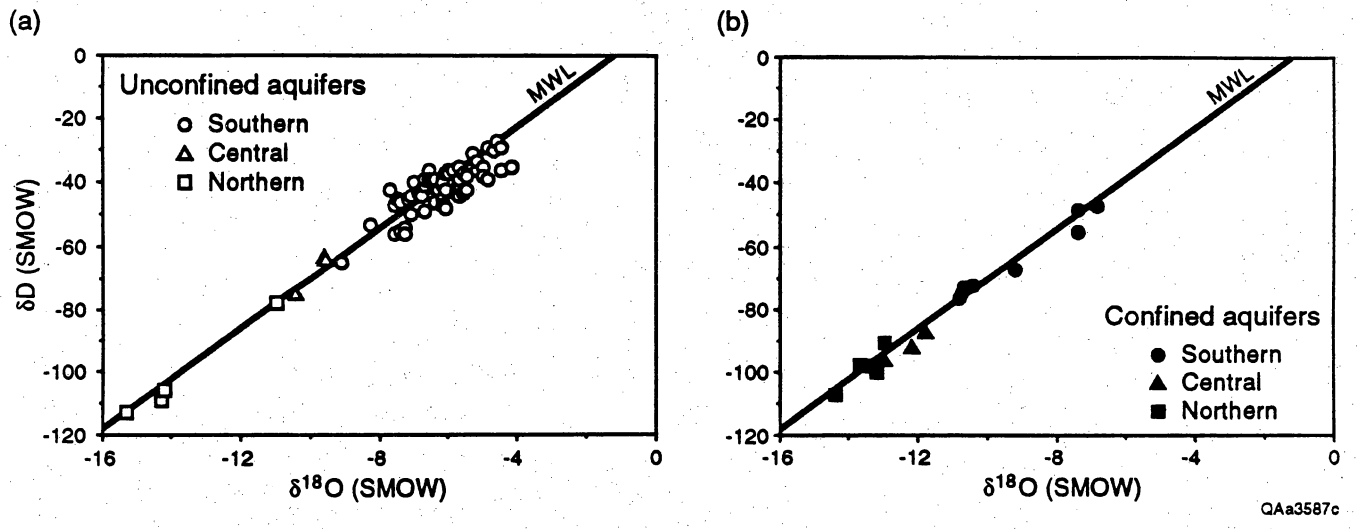 (a)
0
-20
-40
-60
-80
-100
-120
δD (SMOW)
Unconfined aquifers
Southern
Central
Northern
MWL
-16
-12
-8
-4
0
δ18O (SMOW)
(b)
0
-20
-40
-60
-80
-100
-120
MWL
Confined aquifers
Southern
Central
Northern
-16
-12
-8
-4
0
δ18O (SMOW)
QAa3587c